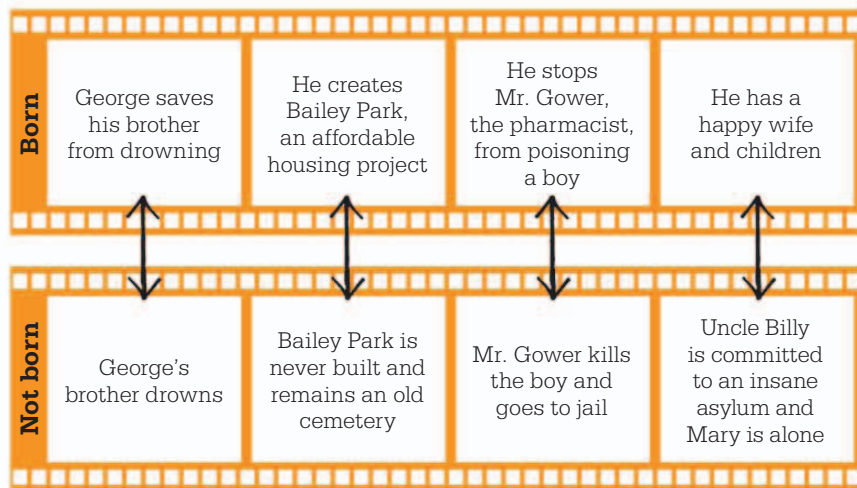 Born
George saves
his brother
from drowning
He creates
Bailey Park,
an affordable
housing project
He stops
Mr. Gower,
the pharmacist,
from poisoning
a boy
He has a
happy wife
and children
Not born
George’s
brother drowns
Bailey Park is
never built and
remains an old
cemetery
Mr. Gower kills
the boy and
goes to jail
Uncle Billy
is committed
to an insane
asylum and
Mary is alone